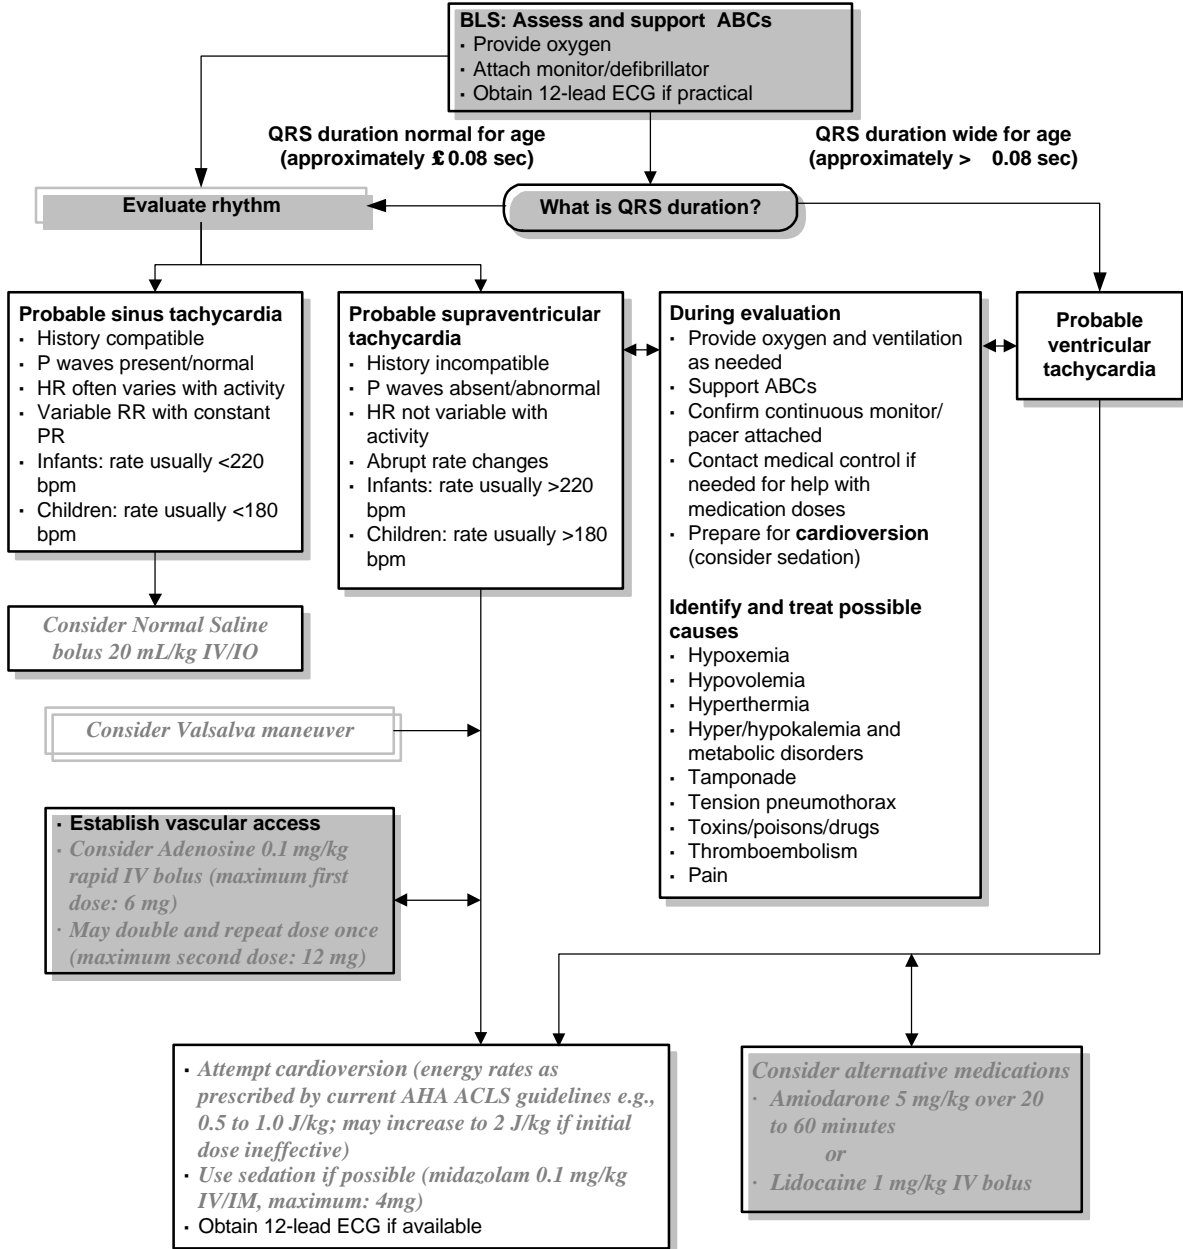 BLS: Assess and support ABCs
· Provide oxygen
· Attach monitor/defibrillator
· Obtain 12-lead ECG if practical
QRS duration normal for age
(approximately £ 0.08 sec)
QRS duration wide for age
(approximately > 0.08 sec)
Evaluate rhythm
What is QRS duration?
Probable sinus tachycardia
· History compatible
· P waves present/normal
· HR often varies with activity
· Variable RR with constant
PR
· Infants: rate usually <220
bpm
· Children: rate usually <180
bpm
Probable supraventricular
tachycardia
· History incompatible
· P waves absent/abnormal
· HR not variable with
activity
· Abrupt rate changes
· Infants: rate usually >220
bpm
· Children: rate usually >180
bpm
During evaluation
· Provide oxygen and ventilation
as needed
· Support ABCs
· Confirm continuous monitor/
pacer attached
· Contact medical control if
needed for help with
medication doses
· Prepare for cardioversion
(consider sedation)
Identify and treat possible
causes
· Hypoxemia
· Hypovolemia
· Hyperthermia
· Hyper/hypokalemia and
metabolic disorders
· Tamponade
· Tension pneumothorax
· Toxins/poisons/drugs
· Thromboembolism
· Pain
Probable
ventricular
tachycardia
Consider Normal Saline
bolus 20 mL/kg IV/IO
Consider Valsalva maneuver
· Establish vascular access
· Consider Adenosine 0.1 mg/kg
rapid IV bolus (maximum first
dose: 6 mg)
· May double and repeat dose once
(maximum second dose: 12 mg)
· Attempt cardioversion (energy rates as
prescribed by current AHA ACLS guidelines e.g.,
0.5 to 1.0 J/kg; may increase to 2 J/kg if initial
dose ineffective)
· Use sedation if possible (midazolam 0.1 mg/kg
IV/IM, maximum: 4mg)
· Obtain 12-lead ECG if available
Consider alternative medications
· Amiodarone 5 mg/kg over 20
to 60 minutes
or
· Lidocaine 1 mg/kg IV bolus